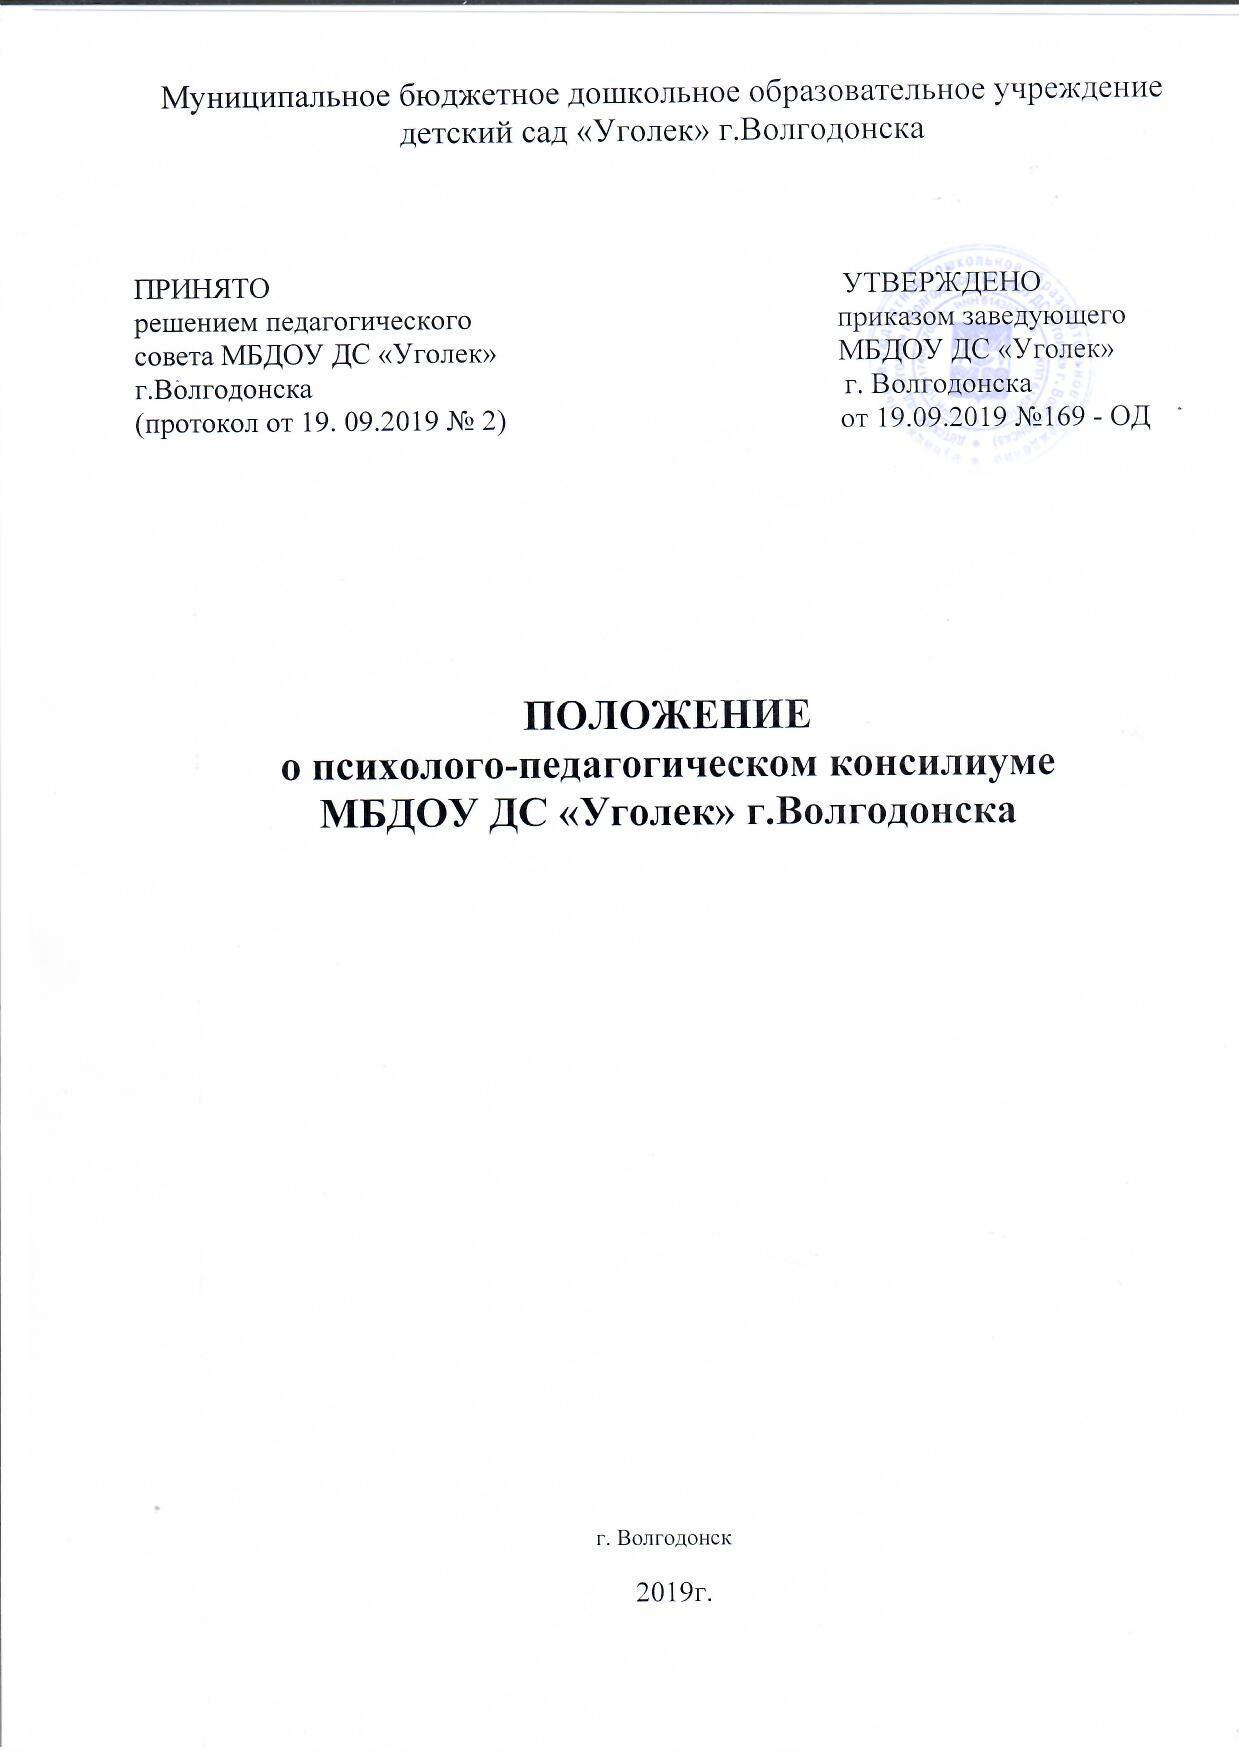 Муниципальное бюджетное дошкольное образовательное учреждение
детский сад «Уголек» г.Волгодонска
ПРИНЯТО
решением педагогического
совета МБДОУ ДС «Уголек»
г.Волгодонска
(протокол от 19. 09.2019 № 2)
УТВЕРЖДЕНО
приказом заведующего
МБДОУ ДС «Уголек»
г. Волгодонска
от 19.09.2019 №169 - ОД
ПОЛОЖЕНИЕ
о психолого-педагогическом консилиуме
МБДОУ ДС «Уголек» г.Волгодонска
г. Волгодонск
2019г.